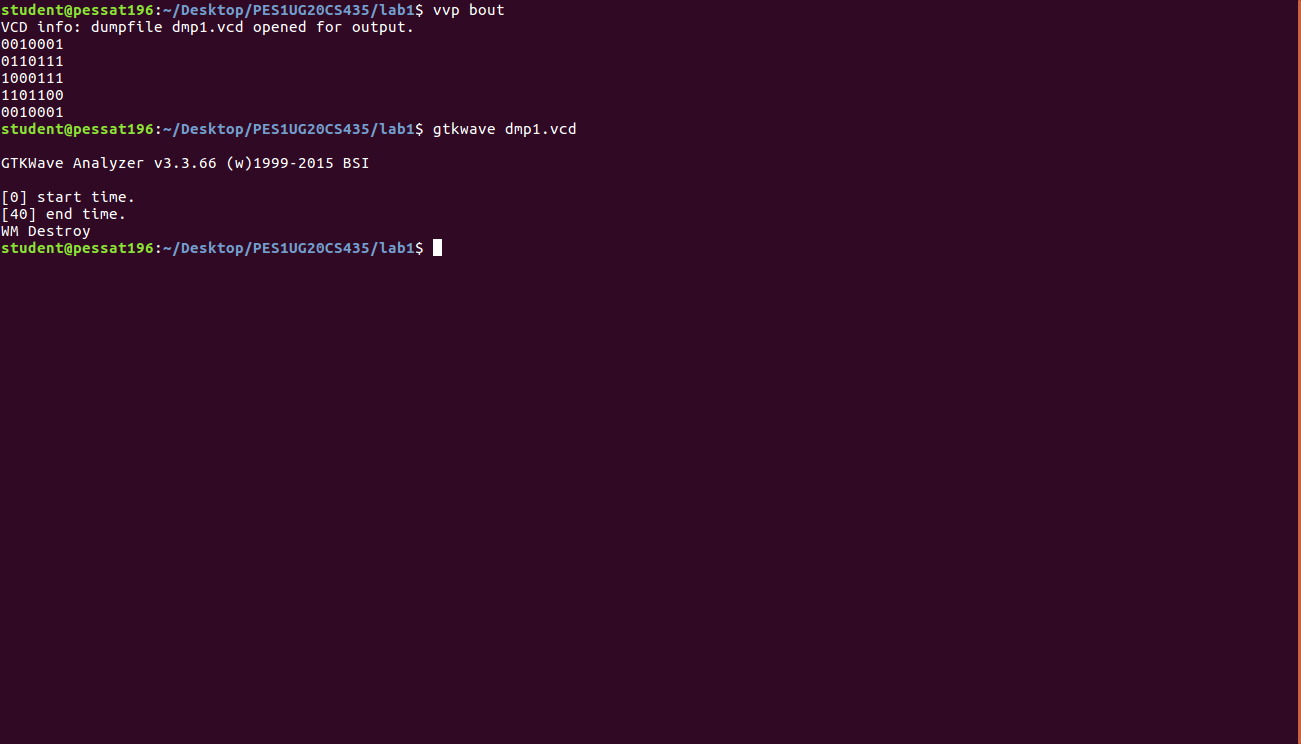 student@pessat196:~/Desktop/PES1UG20CS435/lab1$ vvp bout
VCD info: dumpfile dmp1.vcd opened for output.
0010001
0110111
1000111
1101100
0010001
student@pessat196:~/Desktop/PES1UG20CS435/lab1$ gtkwave dmp1.vcd
GTKWave Analyzer v3.3.66 (w)1999-2015 BSI
[0] start time.
[40] end time.
WM Destroy
student@pessat196:~/Desktop/PES1UG20CS435/lab1$